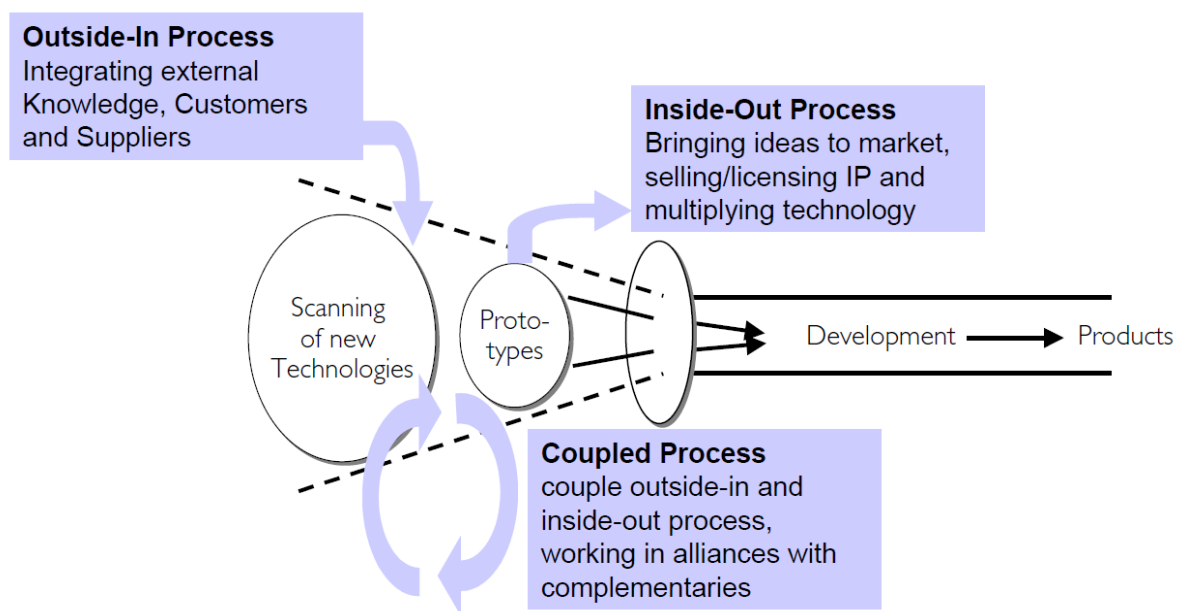 Outside-In Process
Integrating external
Knowledge, Customers
and Suppliers
Inside-Out Process
Bringing ideas to market,
selling/licensing IP and
multiplying technology
Scanning
of new
Technologies
Proto-
types
Development
Products
Coupled Process
couple outside-in and
inside-out process,
working in alliances with
complementaries